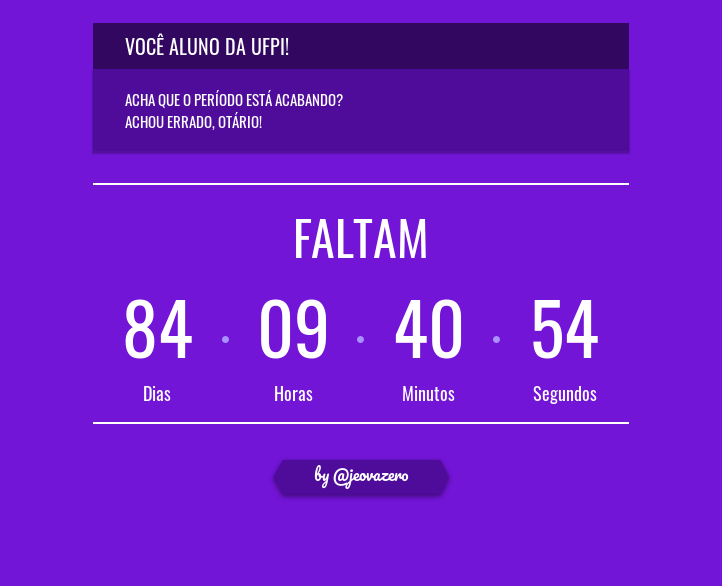 VOCÊ ALUNO DA UFPI!
ACHA QUE O PERÍODO ESTÁ ACABANDO?
ACHOU ERRADO, OTÁRIO!
FALTAM
84 09 40 54
Dias Horas Minutos Segundos
by @jeovazero